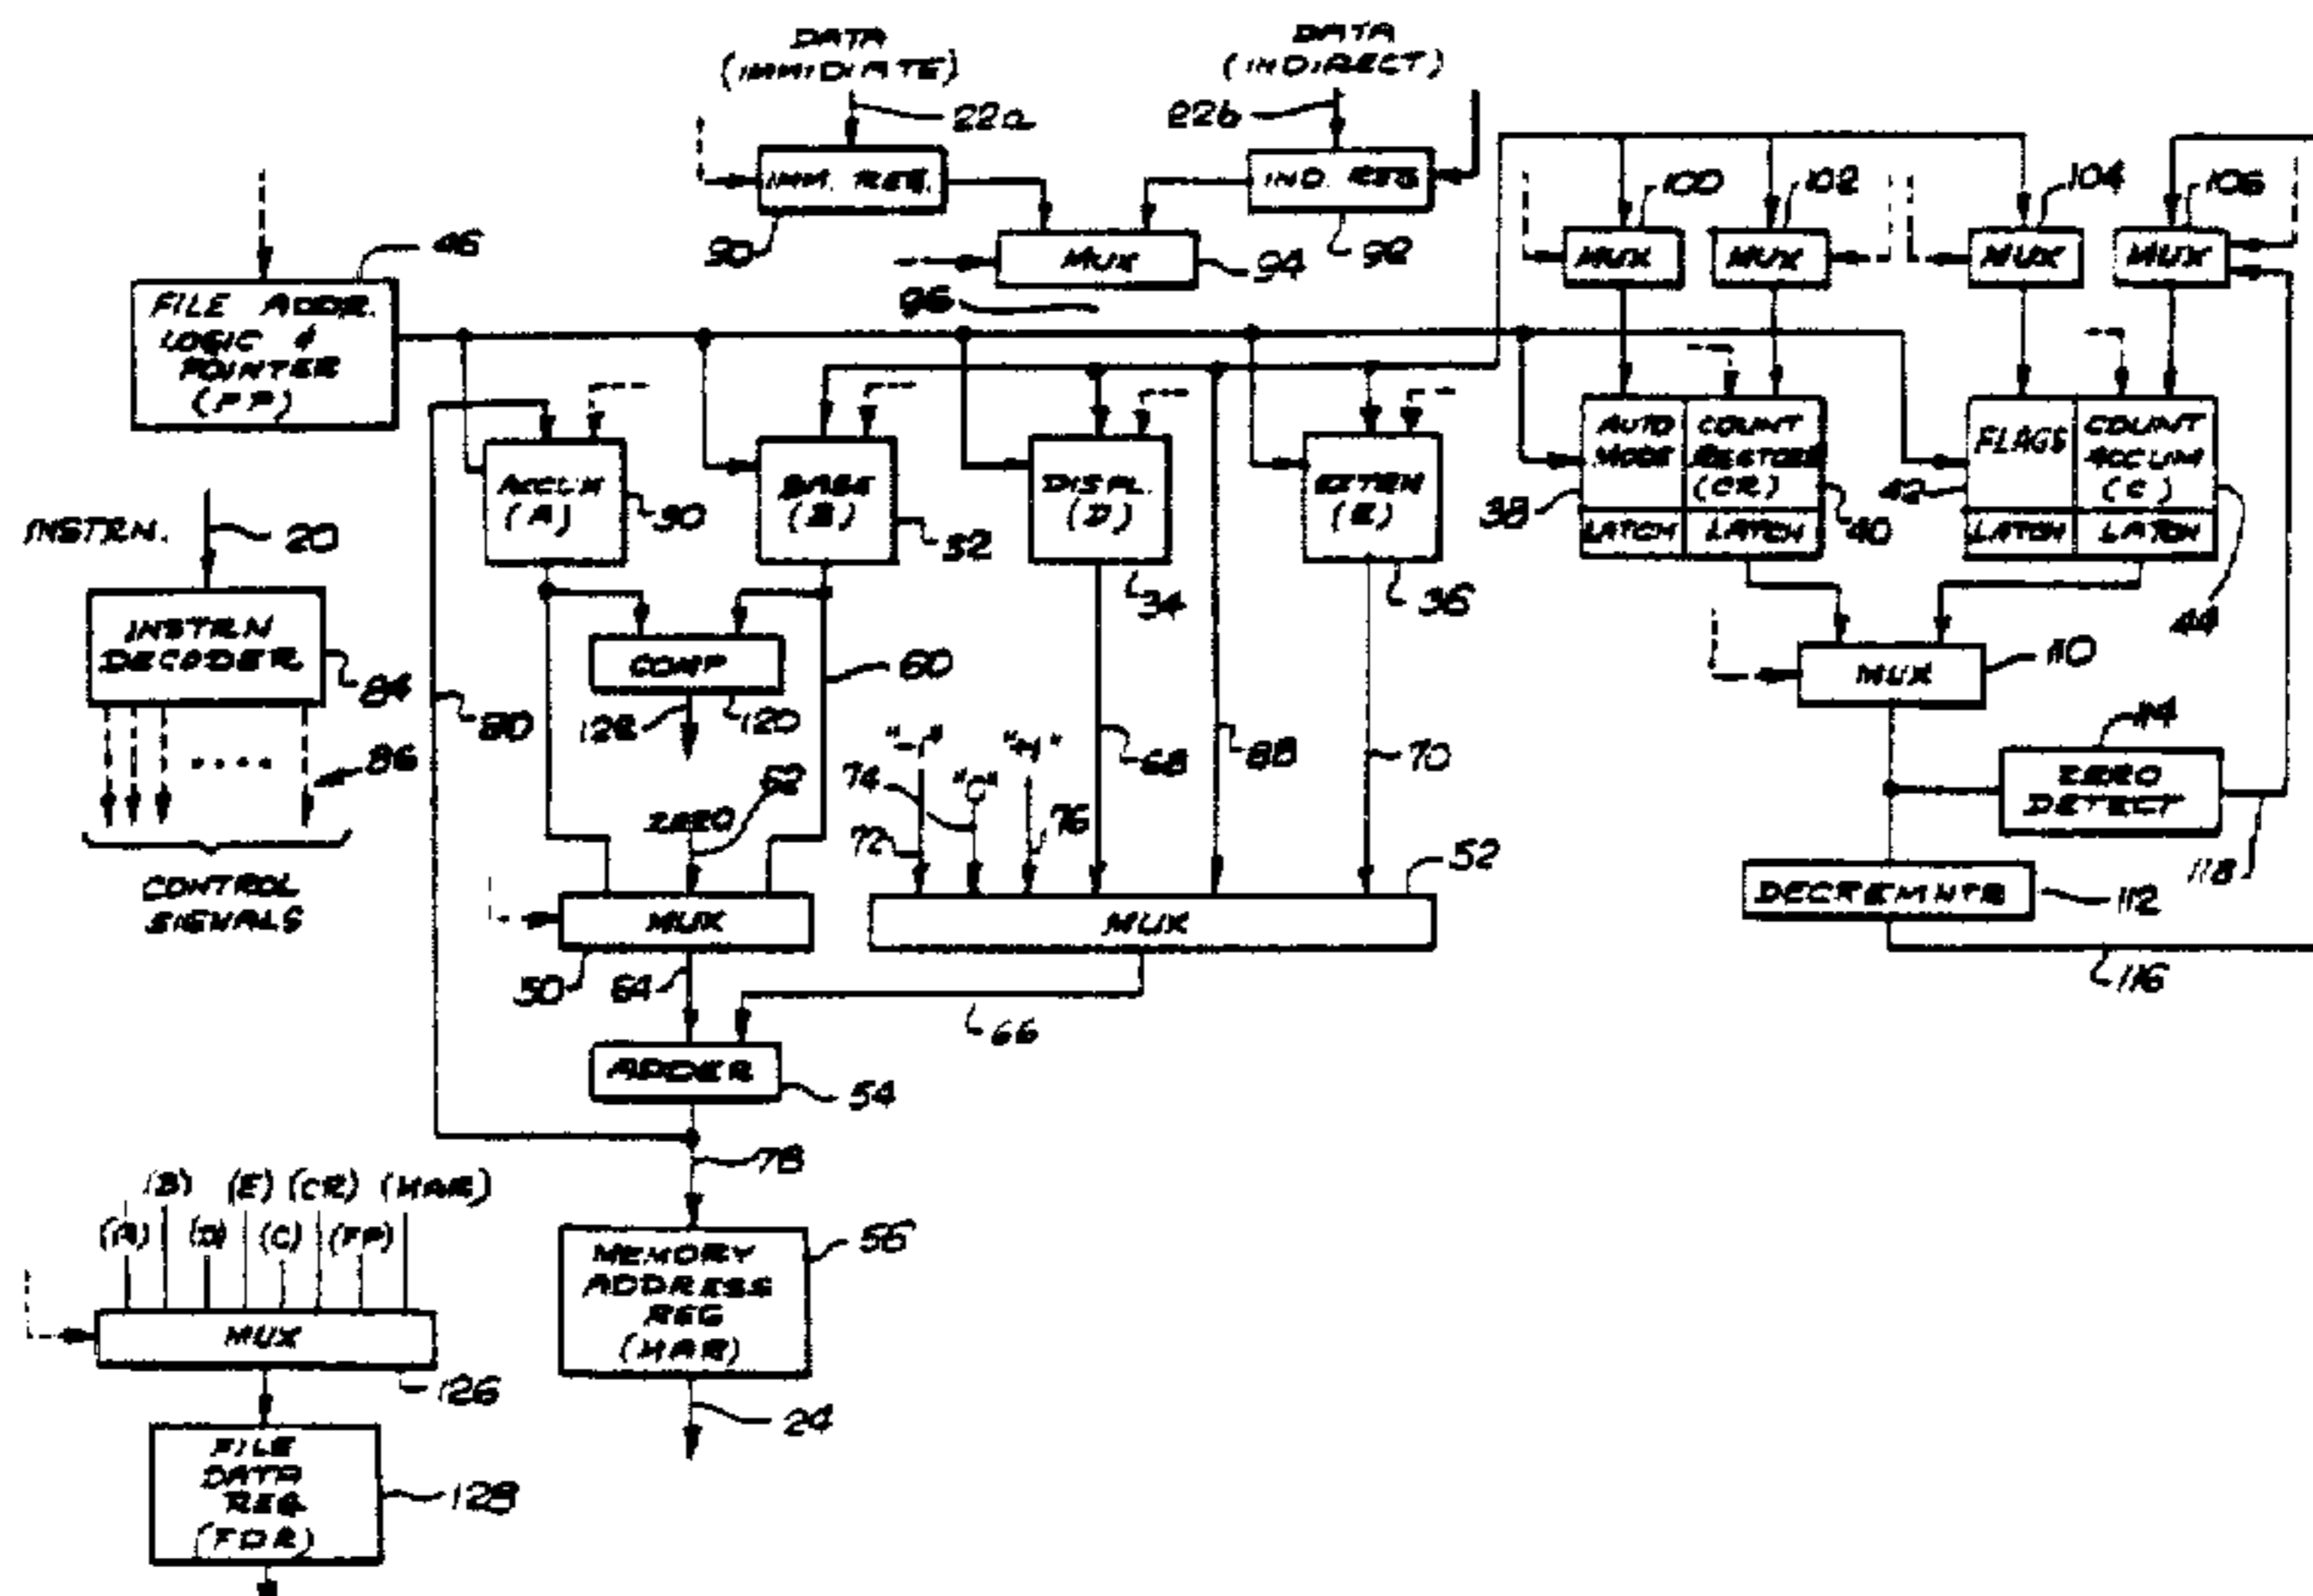 DATA
(IMMIDIATE)
DATA
(INDIRECT)
22a
22b
IMM. REG.
IND. REG
90
92
MUX
94
96
100
102
104
106
MUX
MUX
MUX
MUX
46
FILE ADDR.
LOGIC &
POINTER
(FP)
ACCUM
(A)
30
BASE
(B)
32
DISPL.
(D)
34
EXTEN
(E)
36
AUTO
MODE
COUNT
RESTORE
(CR)
LATCH
LATCH
38
40
FLAGS
COUNT
ACCUM
(C)
LATCH
LATCH
42
44
INSTRN.
20
INSTRN
DECODER
84
86
CONTROL
SIGNALS
80
COMP
120
122
60
ZERO
62
"-1"
"0"
"+1"
72
74
76
68
88
70
MUX
50
MUX
52
64
66
ADDER
54
78
MUX
110
ZERO
DETECT
114
118
DECREMNTR
112
116
(B) (E) (CR) (MAR)
(A) (D) (C) (FP)
MUX
126
MEMORY
ADDRESS
REG
(MAR)
56
24
FILE
DATA
REG
(FDR)
128